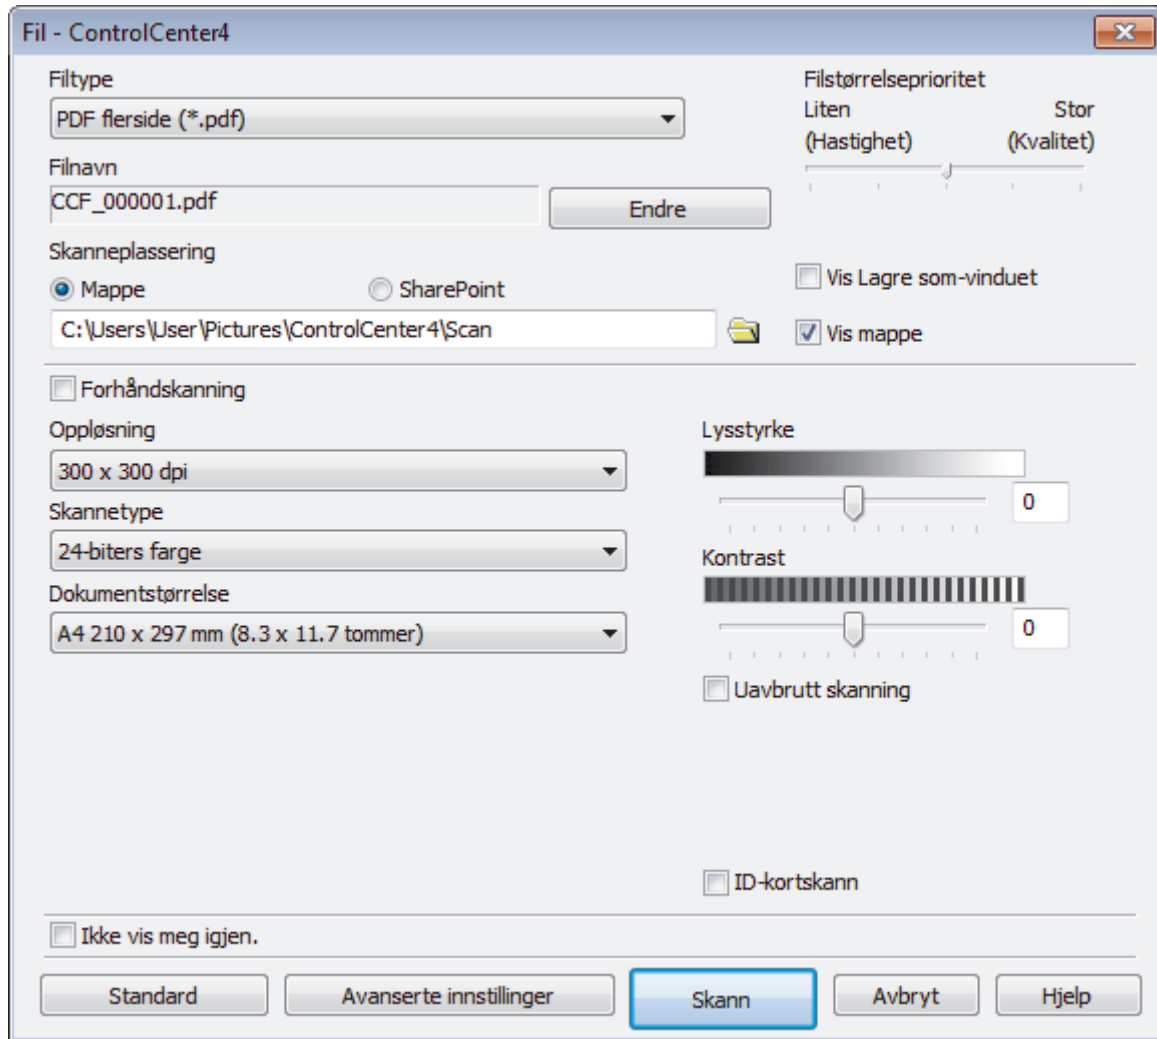 Fil - ControlCenter4
Filtype
PDF flerside (*.pdf)
Filstørrelseprioritet
Liten Stor
(Hastighet) (Kvalitet)
Filnavn
CCF_000001.pdf
Endre
Skanneplassering
Mappe SharePoint
Vis Lagre som-vinduet
C:\Users\User\Pictures\ControlCenter4\Scan
Vis mappe
Forhåndskanning
Oppløsning
300 x 300 dpi
Skannetype
24-biters farge
Dokumentstørrelse
A4 210 x 297 mm (8.3 x 11.7 tommer)
Lysstyrke
0
Kontrast
0
Uavbrutt skanning
ID-kortskann
Ikke vis meg igjen.
Standard Avanserte innstillinger Skann Avbryt Hjelp